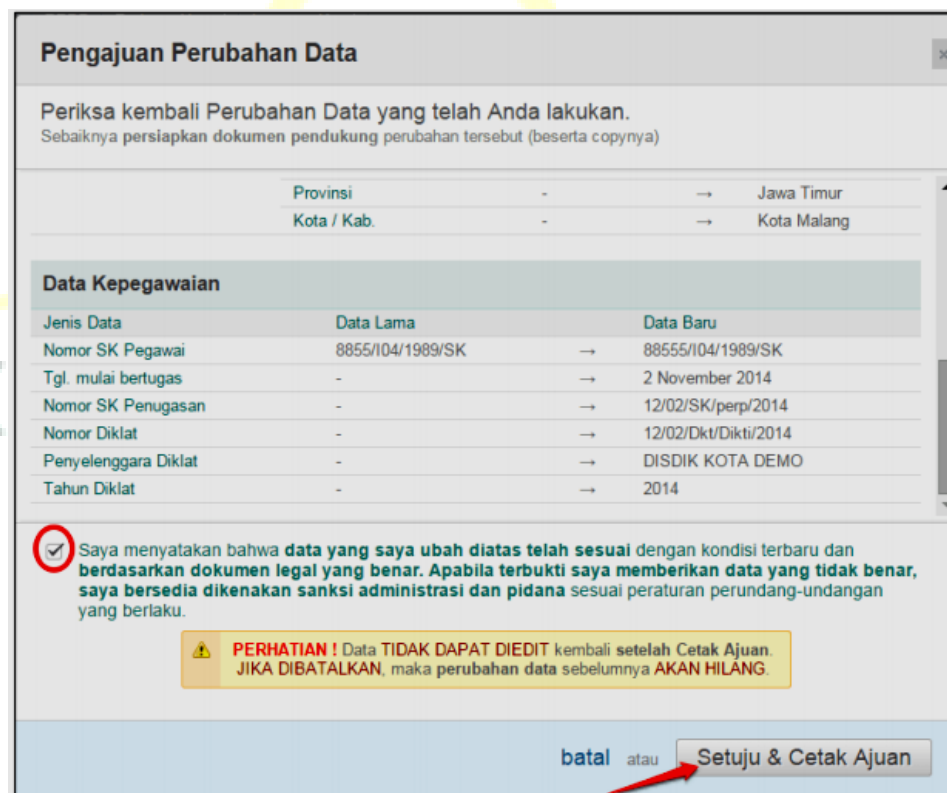 Pengajuan Perubahan Data
×
Periksa kembali Perubahan Data yang telah Anda lakukan.
Sebaiknya persiapkan dokumen pendukung perubahan tersebut (beserta copynya)
Provinsi - → Jawa Timur
Kota / Kab. - → Kota Malang
Data Kepegawaian
Jenis Data Data Lama Data Baru
Nomor SK Pegawai 8855/I04/1989/SK → 88555/I04/1989/SK
Tgl. mulai bertugas - → 2 November 2014
Nomor SK Penugasan - → 12/02/SK/perp/2014
Nomor Diklat - → 12/02/Dkt/Dikti/2014
Penyelenggara Diklat - → DISDIK KOTA DEMO
Tahun Diklat - → 2014
Saya menyatakan bahwa data yang saya ubah diatas telah sesuai dengan kondisi terbaru dan
berdasarkan dokumen legal yang benar. Apabila terbukti saya memberikan data yang tidak benar,
saya bersedia dikenakan sanksi administrasi dan pidana sesuai peraturan perundang-undangan
yang berlaku.
PERHATIAN ! Data TIDAK DAPAT DIEDIT kembali setelah Cetak Ajuan.
JIKA DIBATALKAN, maka perubahan data sebelumnya AKAN HILANG.
batal atau Setuju & Cetak Ajuan